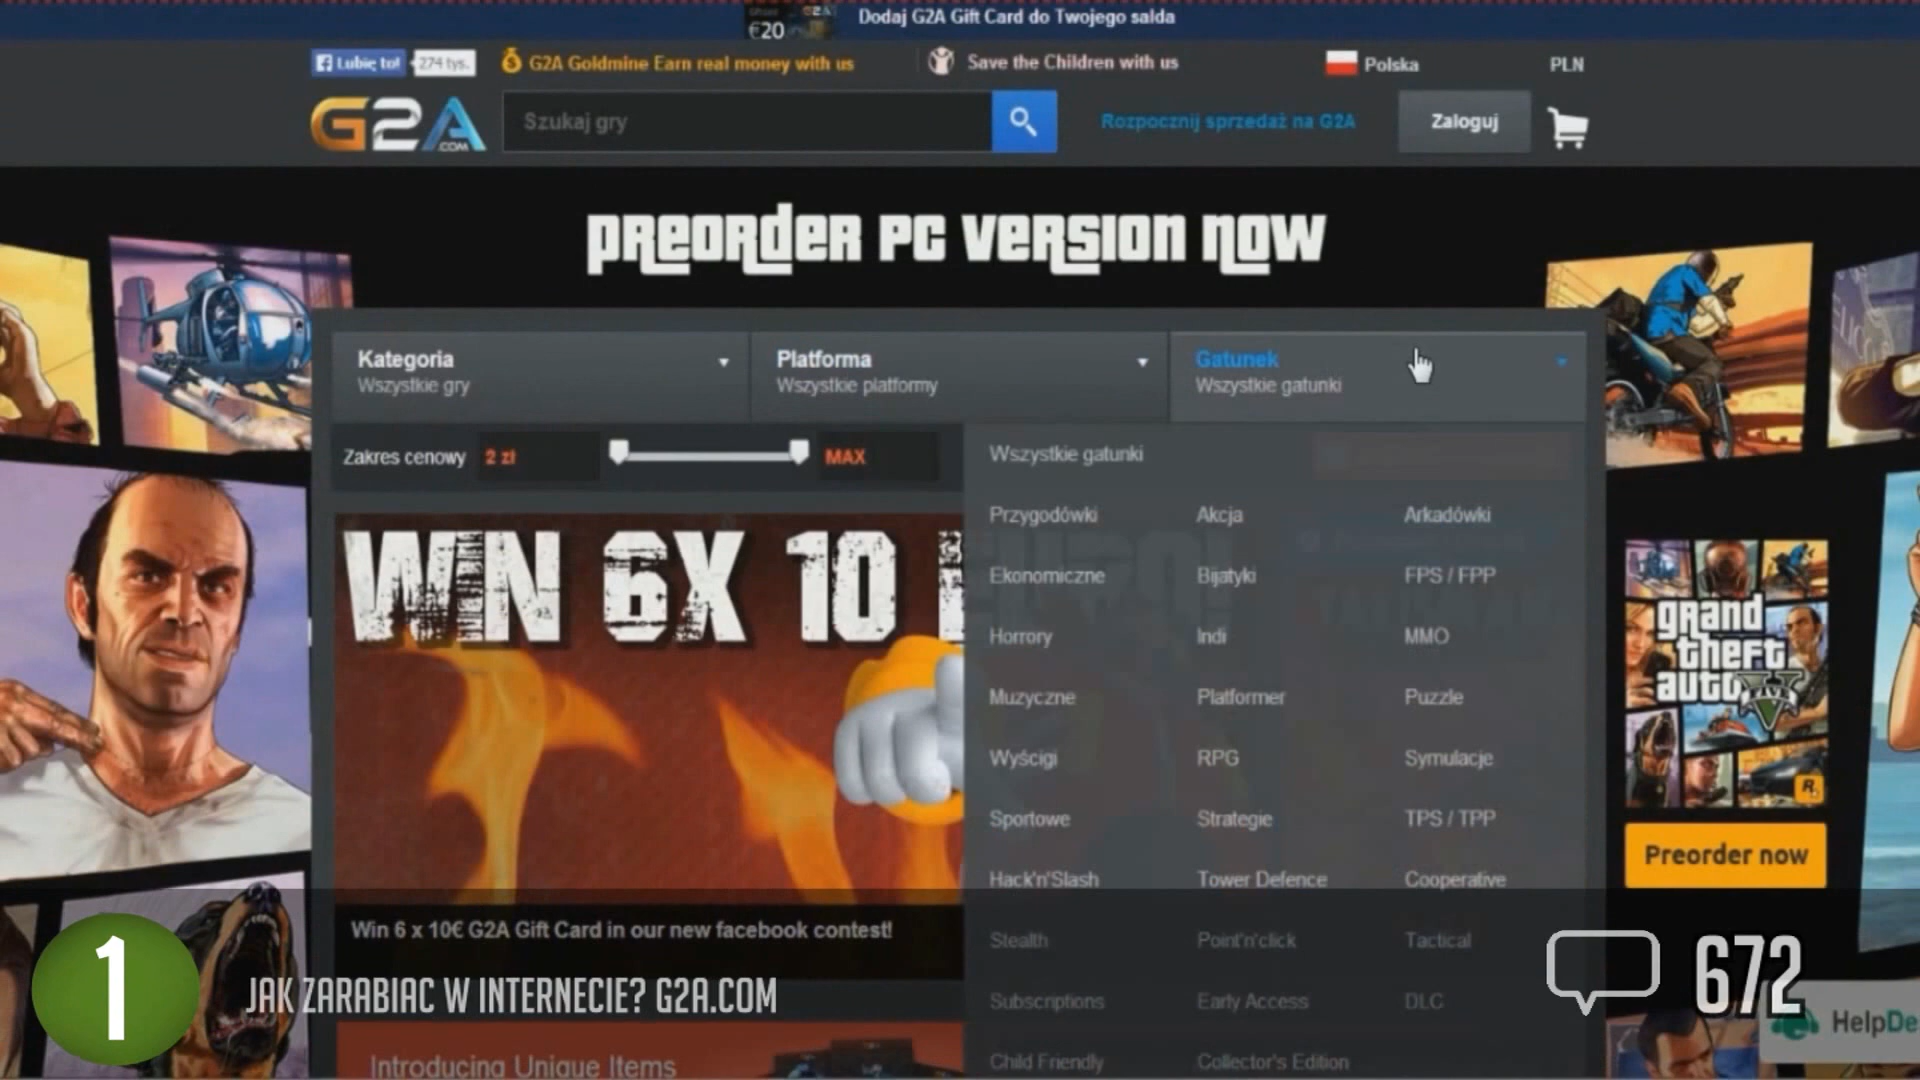 €20
Dodaj G2A Gift Card do Twojego salda
Lubię to!
274 tys.
G2A Goldmine Earn real money with us
Save the Children with us
Polska
PLN
G2A
.COM
Szukaj gry
Rozpocznij sprzedaż na G2A
Zaloguj
PREORDER PC VERSION NOW
Kategoria
Wszystkie gry
Platforma
Wszystkie platformy
Gatunek
Wszystkie gatunki
Zakres cenowy
2 zł
MAX
Wszystkie gatunki
Przygodówki
Akcja
Arkadówki
Ekonomiczne
Bijatyki
FPS / FPP
Horrory
Indi
MMO
Muzyczne
Platformer
Puzzle
Wyścigi
RPG
Symulacje
Sportowe
Strategie
TPS / TPP
Hack'n'Slash
Tower Defence
Cooperative
Stealth
Point'n'click
Tactical
Subscriptions
Early Access
DLC
Child Friendly
Collector's Edition
WIN 6X 10
Win 6 x 10€ G2A Gift Card in our new facebook contest!
Introducing Unique Items
grand
theft
auto
FIVE
Preorder now
1
JAK ZARABIAC W INTERNECIE? G2A.COM
672
HelpDe